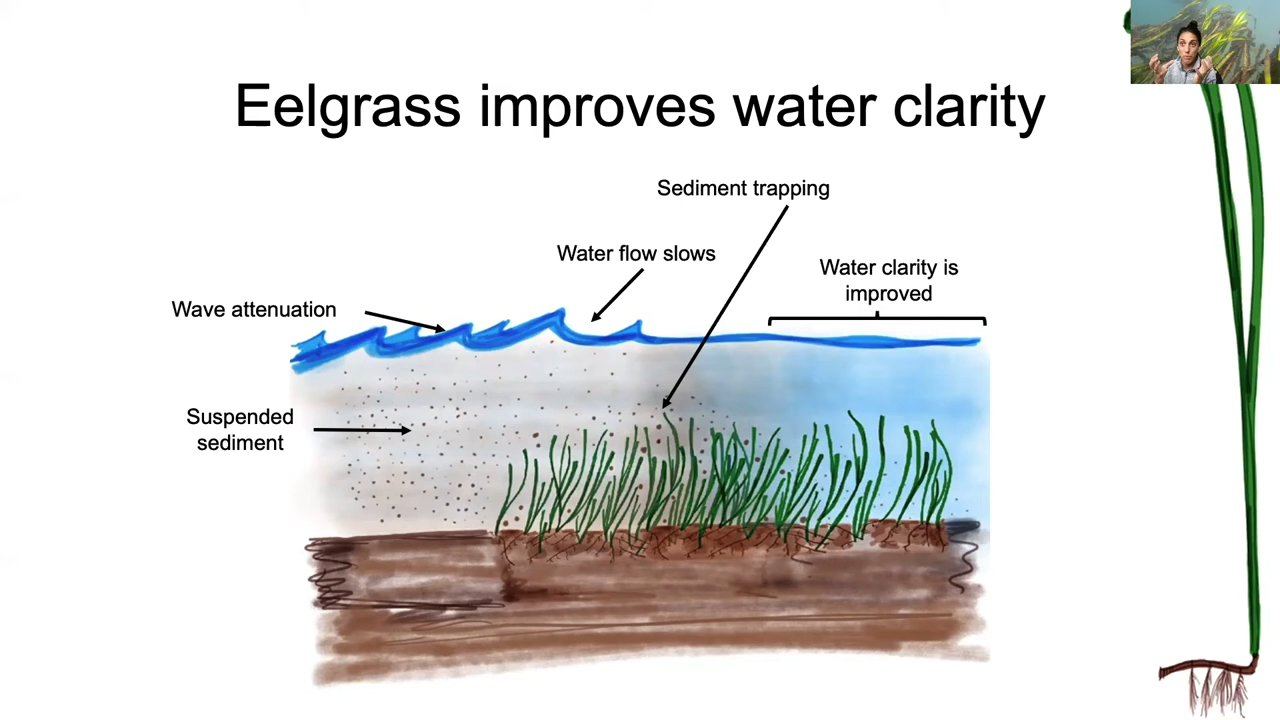 Eelgrass improves water clarity
Sediment trapping
Water flow slows
Water clarity is
improved
Wave attenuation
Suspended
sediment